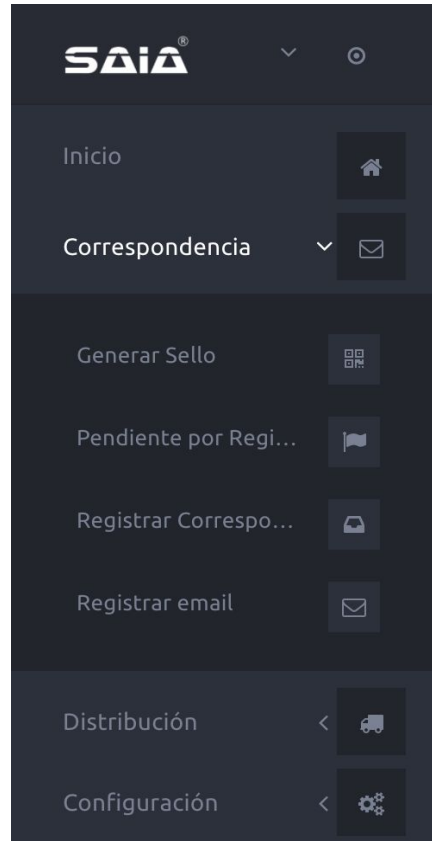 SAIA®
Inicio
Correspondencia
Generar Sello
Pendiente por Regi...
Registrar Correspo...
Registrar email
Distribución
Configuración